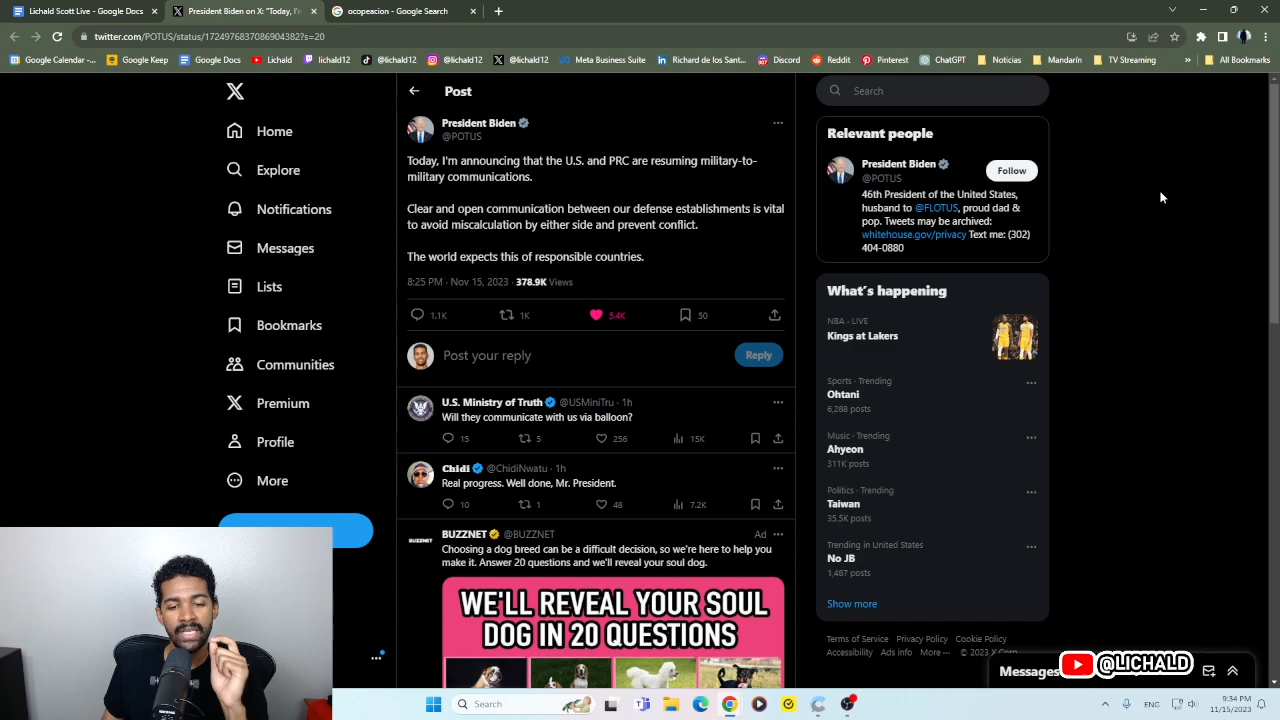 Lichald Scott Live - Google Docs
President Biden on X: "Today, I'm
ocopeacion - Google Search
twitter.com/POTUS/status/1724976837086904382?s=20
Google Calendar -...
Google Keep
Google Docs
Lichald
lichald12
@lichald12
@lichald12
@lichald12
Meta Business Suite
Richard de los Sant...
Discord
Reddit
Pinterest
ChatGPT
Noticias
Mandarín
TV Streaming
»
All Bookmarks
Home
Explore
Notifications
Messages
Lists
Bookmarks
Communities
Premium
Profile
More
Post
President Biden
@POTUS
Today, I'm announcing that the U.S. and PRC are resuming military-to-
military communications.
Clear and open communication between our defense establishments is vital
to avoid miscalculation by either side and prevent conflict.
The world expects this of responsible countries.
8:25 PM · Nov 15, 2023 · 378.9K Views
1.1K 1K 5.4K 50
Post your reply
Reply
U.S. Ministry of Truth @USMiniTru · 1h
Will they communicate with us via balloon?
15 5 256 15K
Chidi @ChidiNwatu · 1h
Real progress. Well done, Mr. President.
10 1 48 7.2K
BUZZNET @BUZZNET Ad
Choosing a dog breed can be a difficult decision, so we're here to help you
make it. Answer 20 questions and we'll reveal your soul dog.
WE'LL REVEAL YOUR SOUL
DOG IN 20 QUESTIONS
Search
Relevant people
President Biden
@POTUS
Follow
46th President of the United States,
husband to @FLOTUS, proud dad &
pop. Tweets may be archived:
whitehouse.gov/privacy Text me: (302)
404-0880
What's happening
NBA · LIVE
Kings at Lakers
Sports · Trending
Ohtani
6,288 posts
Music · Trending
Ahyeon
311K posts
Politics · Trending
Taiwan
35.5K posts
Trending in United States
No JB
1,487 posts
Show more
Terms of Service Privacy Policy Cookie Policy
Accessibility Ads info More ··· © 2023 X Corp.
Messages
@LICHALD
Search
ENG
9:34 PM
11/15/2023